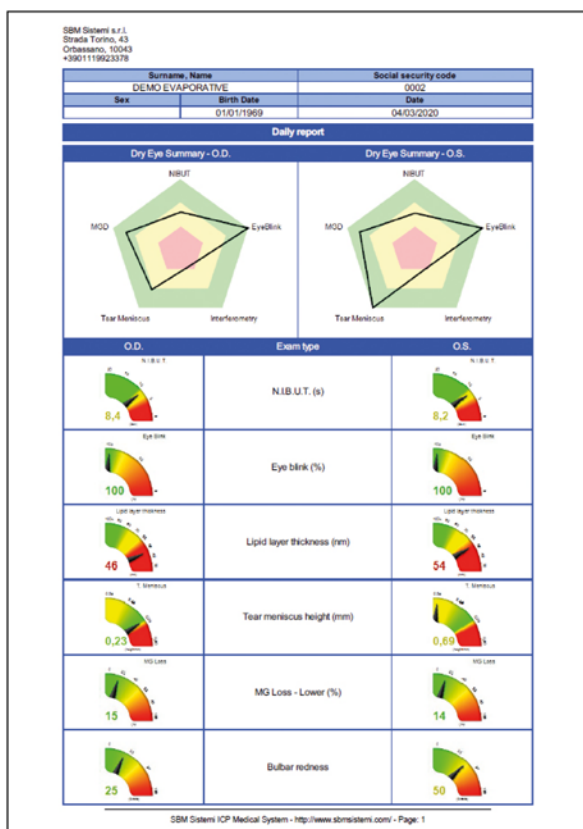 SBM Sistemi s.r.l.
Strada Torino, 43
Orbassano, 10043
+3901119923378
Surname, Name Social security code
DEMO EVAPORATIVE 0002
Sex Birth Date Date
01/01/1969 04/03/2020
Daily report
Dry Eye Summary - O.D. Dry Eye Summary - O.S.
NIBUT NIBUT
MGD EyeBlink MGD EyeBlink
Tear Meniscus Interferometry Tear Meniscus Interferometry
O.D. Exam type O.S.
N.I.B.U.T. N.I.B.U.T.
N.I.B.U.T. (s)
8,4 8,2
Eye Blink Eye Blink
Eye blink (%)
100 100
Lipid layer thickness Lipid layer thickness
Lipid layer thickness (nm)
46 54
T. Meniscus T. Meniscus
Tear meniscus height (mm)
0,23 0,69
MG Loss MG Loss
MG Loss - Lower (%)
15 14
Bulbar redness
25 50
SBM Sistemi ICP Medical System - http://www.sbmsistemi.com/ - Page: 1